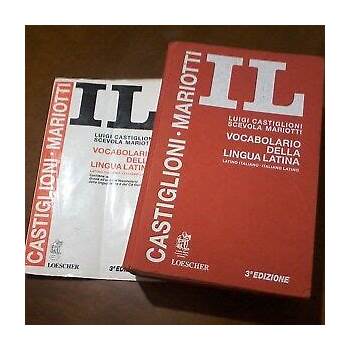 CASTIGLIONI · MARIOTTI
IL
LUIGI CASTIGLIONI
SCEVOLA MARIOTTI
VOCABOLARIO
DELLA
LINGUA LATINA
LOESCHER
3ª EDIZIONE
CASTIGLIONI · MARIOTTI
IL
LUIGI CASTIGLIONI
SCEVOLA MARIOTTI
VOCABOLARIO
DELLA
LINGUA LATINA
LATINO ITALIANO · ITALIANO LATINO
LOESCHER
3ª EDIZIONE